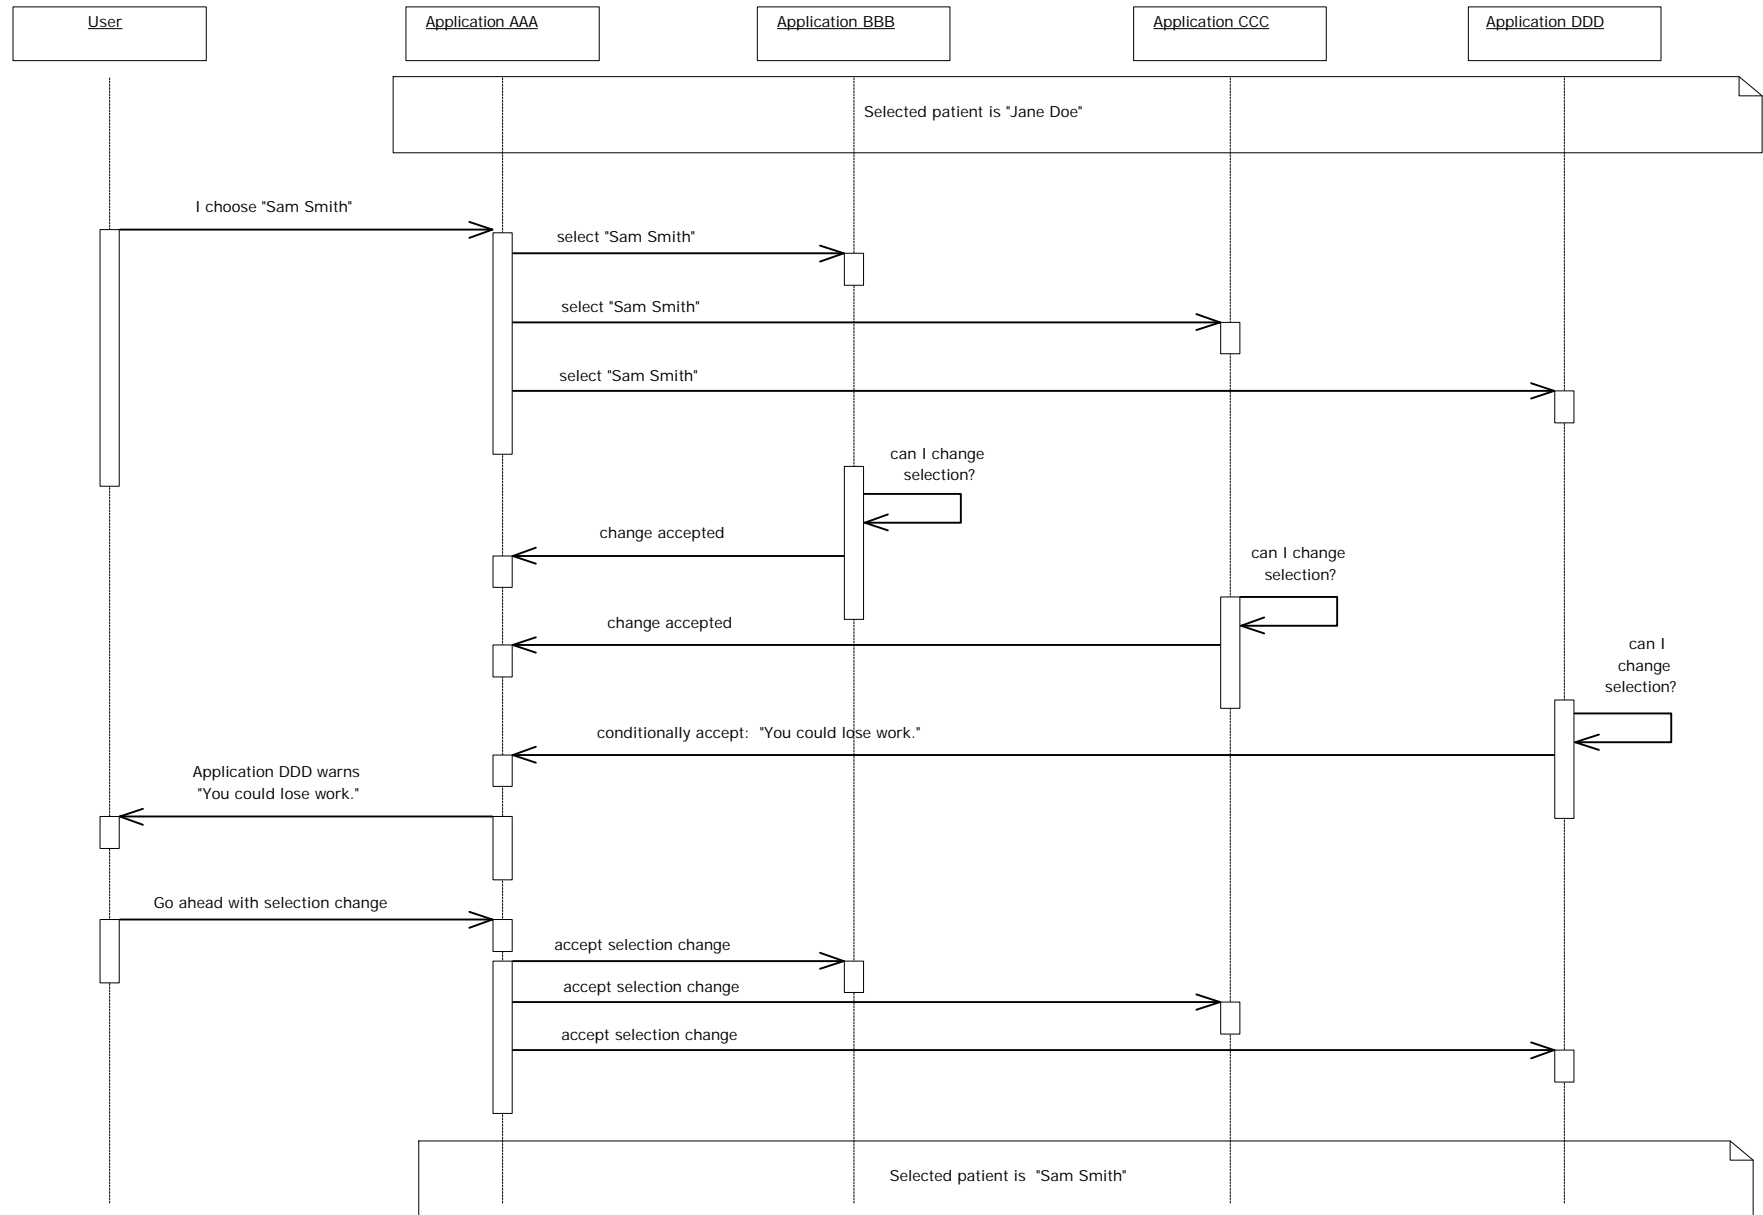 User
Application AAA
Application BBB
Application CCC
Application DDD
Selected patient is "Jane Doe"
I choose "Sam Smith"
select "Sam Smith"
select "Sam Smith"
select "Sam Smith"
can I change
selection?
change accepted
can I change
selection?
change accepted
can I
change
selection?
conditionally accept:  "You could lose work."
Application DDD warns
"You could lose work."
Go ahead with selection change
accept selection change
accept selection change
accept selection change
Selected patient is  "Sam Smith"